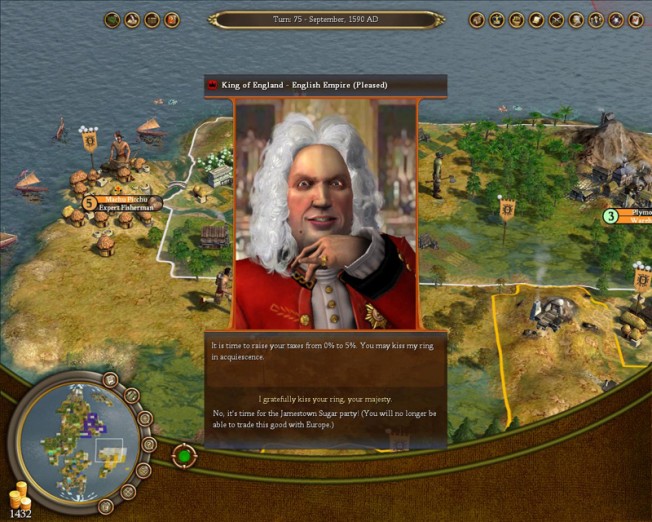 Turn: 75 - September, 1590 AD
King of England - English Empire (Pleased)
5
Machu Picchu
Expert Fisherman
3
It is time to raise your taxes from 0% to 5%. You may kiss my ring
in acquiescence.
I gratefully kiss your ring, your majesty.
No, it's time for the Jamestown Sugar party! (You will no longer be
able to trade this good with Europe.)
1432